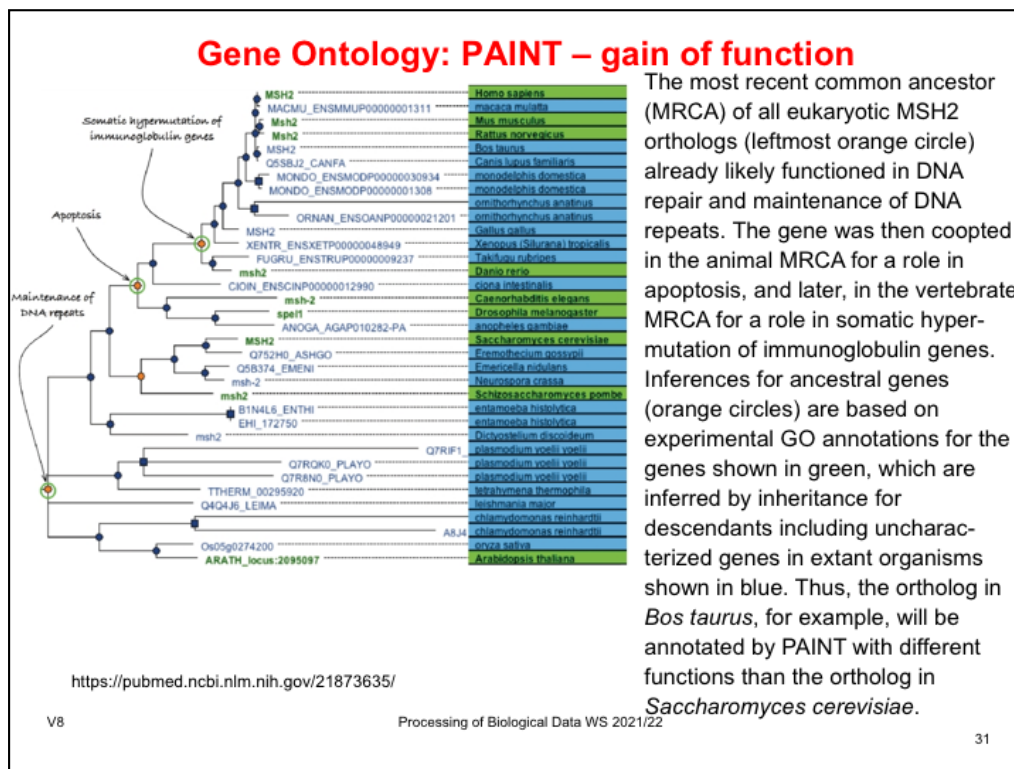 Gene Ontology: PAINT – gain of function
The most recent common ancestor
(MRCA) of all eukaryotic MSH2
orthologs (leftmost orange circle)
already likely functioned in DNA
repair and maintenance of DNA
repeats. The gene was then coopted
in the animal MRCA for a role in
apoptosis, and later, in the vertebrate
MRCA for a role in somatic hyper-
mutation of immunoglobulin genes.
Inferences for ancestral genes
(orange circles) are based on
experimental GO annotations for the
genes shown in green, which are
inferred by inheritance for
descendants including uncharac-
terized genes in extant organisms
shown in blue. Thus, the ortholog in
Bos taurus, for example, will be
annotated by PAINT with different
functions than the ortholog in
Saccharomyces cerevisiae.
Somatic hypermutation of
immunoglobulin genes
Apoptosis
Maintenance of
DNA repeats
MSH2 Homo sapiens
MACMU_ENSMMUP00000001311 macaca mulatta
Msh2 Mus musculus
Msh2 Rattus norvegicus
MSH2 Bos taurus
Q5SBJ2_CANFA Canis lupus familiaris
MONDO_ENSMODP00000030934 monodelphis domestica
MONDO_ENSMODP00000001308 monodelphis domestica
ornithorhynchus anatinus
ORNAN_ENSOANP00000021201 ornithorhynchus anatinus
MSH2 Gallus gallus
XENTR_ENSXETP00000048949 Xenopus (Silurana) tropicalis
FUGRU_ENSTRUP00000009237 Takifugu rubripes
msh2 Danio rerio
CIOIN_ENSCINP00000012990 ciona intestinalis
msh-2 Caenorhabditis elegans
spel1 Drosophila melanogaster
ANOGA_AGAP010282-PA anopheles gambiae
MSH2 Saccharomyces cerevisiae
Q752H0_ASHGO Eremothecium gossypii
Q5B374_EMENI Emericella nidulans
msh-2 Neurospora crassa
msh2 Schizosaccharomyces pombe
B1N4L6_ENTHI entamoeba histolytica
EHI_172750 entamoeba histolytica
msh2 Dictyostelium discoideum
Q7RIF1_ plasmodium yoelii yoelii
Q7RQK0_PLAYO plasmodium yoelii yoelii
Q7R8N0_PLAYO plasmodium yoelii yoelii
TTHERM_00295920 tetrahymena thermophila
Q4Q4J6_LEIMA leishmania major
chlamydomonas reinhardtii
A8J4 chlamydomonas reinhardtii
Os05g0274200 oryza sativa
ARATH_locus:2095097 Arabidopsis thaliana
https://pubmed.ncbi.nlm.nih.gov/21873635/
V8
Processing of Biological Data WS 2021/22
31